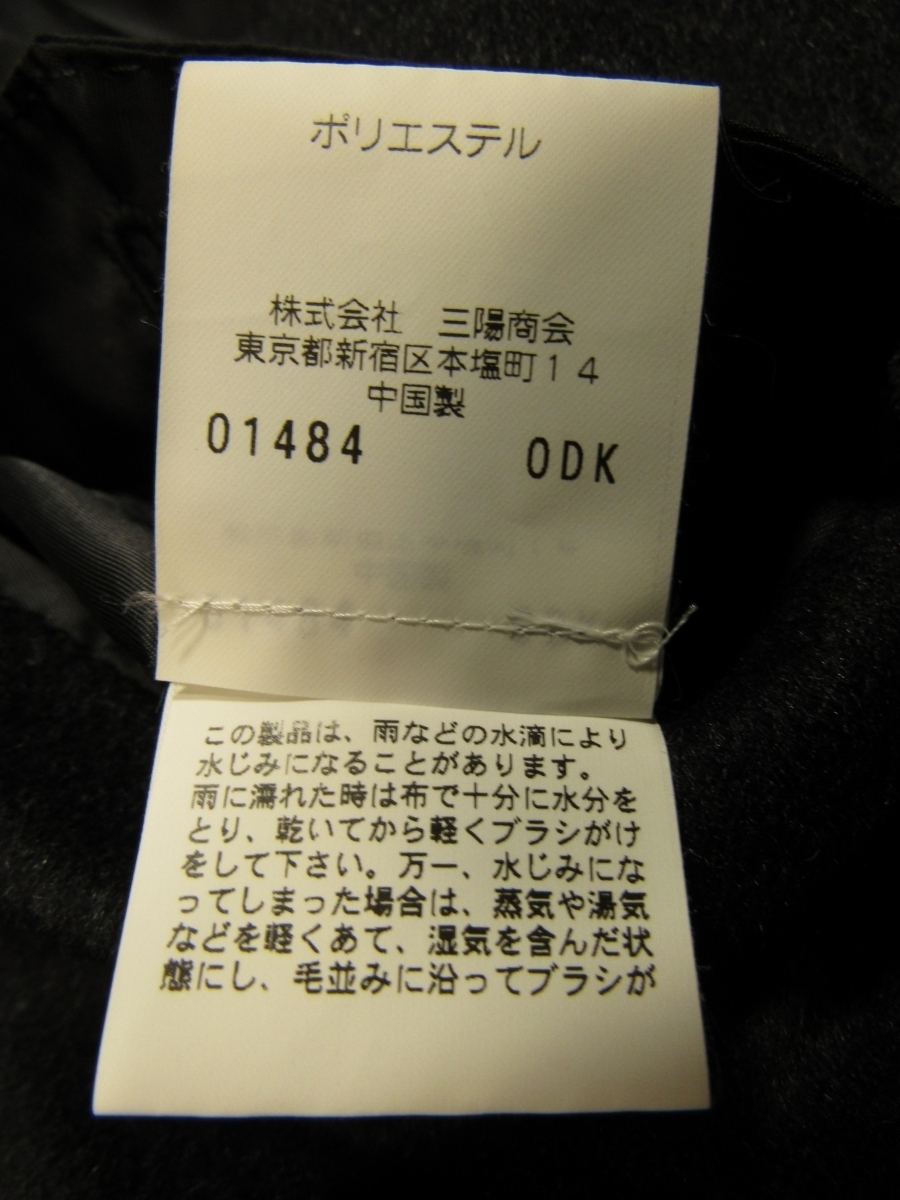 ポリエステル
株式会社　三陽商会
東京都新宿区本塩町１４
中国製
01484 ODK
この製品は、雨などの水滴により
水じみになることがあります。
雨に濡れた時は布で十分に水分を
とり、乾いてから軽くブラシがけ
をして下さい。万一、水じみにな
ってしまった場合は、蒸気や湯気
などを軽くあて、湿気を含んだ状
態にし、毛並みに沿ってブラシが